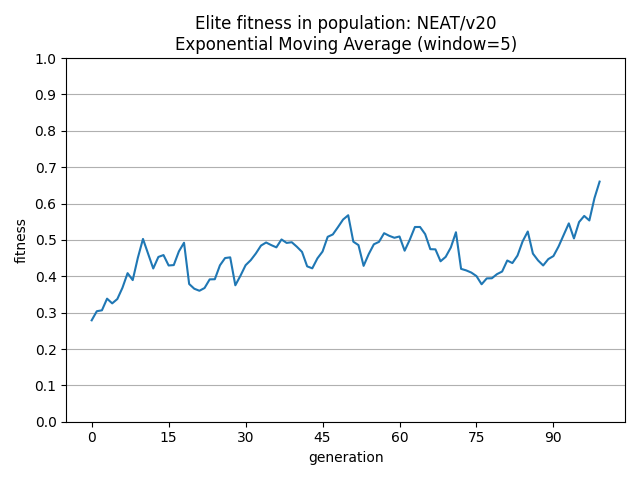 Elite fitness in population: NEAT/v20
Exponential Moving Average (window=5)
1.0
0.9
0.8
0.7
0.6
0.5
0.4
0.3
0.2
0.1
0.0
fitness
0 15 30 45 60 75 90
generation